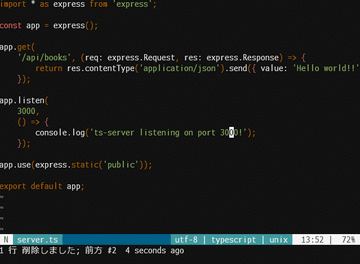 import * as express from 'express';
const app = express();
app.get(
'/api/books', (req: express.Request, res: express.Response) => {
return res.contentType('application/json').send({ value: 'Hello world!!'
});
app.listen(
3000,
() => {
console.log('ts-server listening on port 3000!');
});
app.use(express.static('public'));
export default app;
~
~
~
~
N server.ts utf-8 | typescript | unix 13:52 | 72%
1 行 削除しました; 前方 #2 4 seconds ago